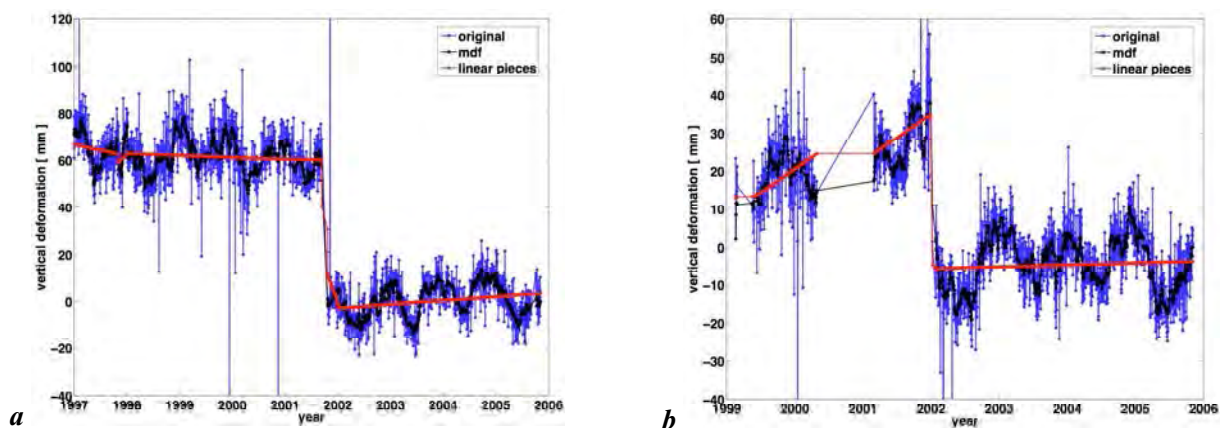 120
100
80
60
40
20
0
−20
−40
vertical deformation [ mm ]
original
mdf
linear pieces
1997 1998 1999 2000 2001 2002 2003 2004 2005 2006
year
a
60
50
40
30
20
10
0
−10
−20
−30
−40
vertical deformation [ mm ]
original
mdf
linear pieces
1999 2000 2001 2002 2003 2004 2005 2006
year
b